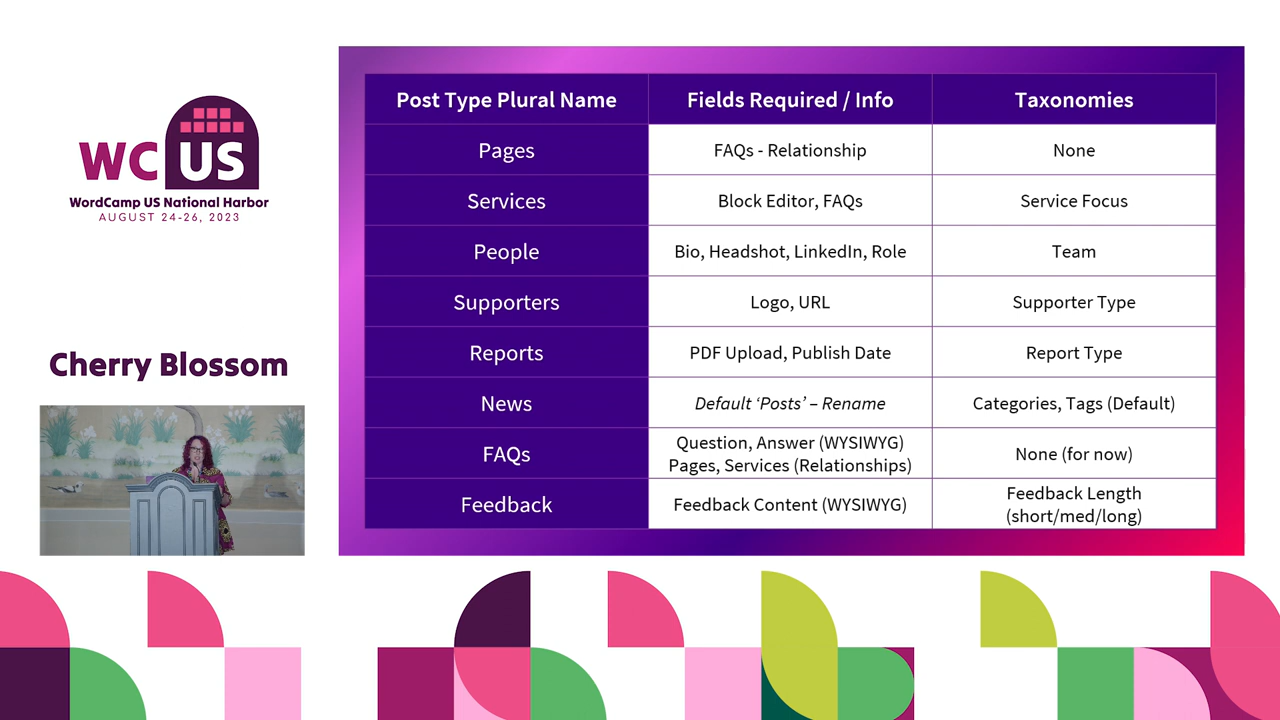 WC US
WordCamp US National Harbor
AUGUST 24-26, 2023
Cherry Blossom
Post Type Plural Name Fields Required / Info Taxonomies
Pages FAQs - Relationship None
Services Block Editor, FAQs Service Focus
People Bio, Headshot, LinkedIn, Role Team
Supporters Logo, URL Supporter Type
Reports PDF Upload, Publish Date Report Type
News Default ‘Posts’ – Rename Categories, Tags (Default)
FAQs Question, Answer (WYSIWYG)
Pages, Services (Relationships) None (for now)
Feedback Feedback Content (WYSIWYG) Feedback Length
(short/med/long)